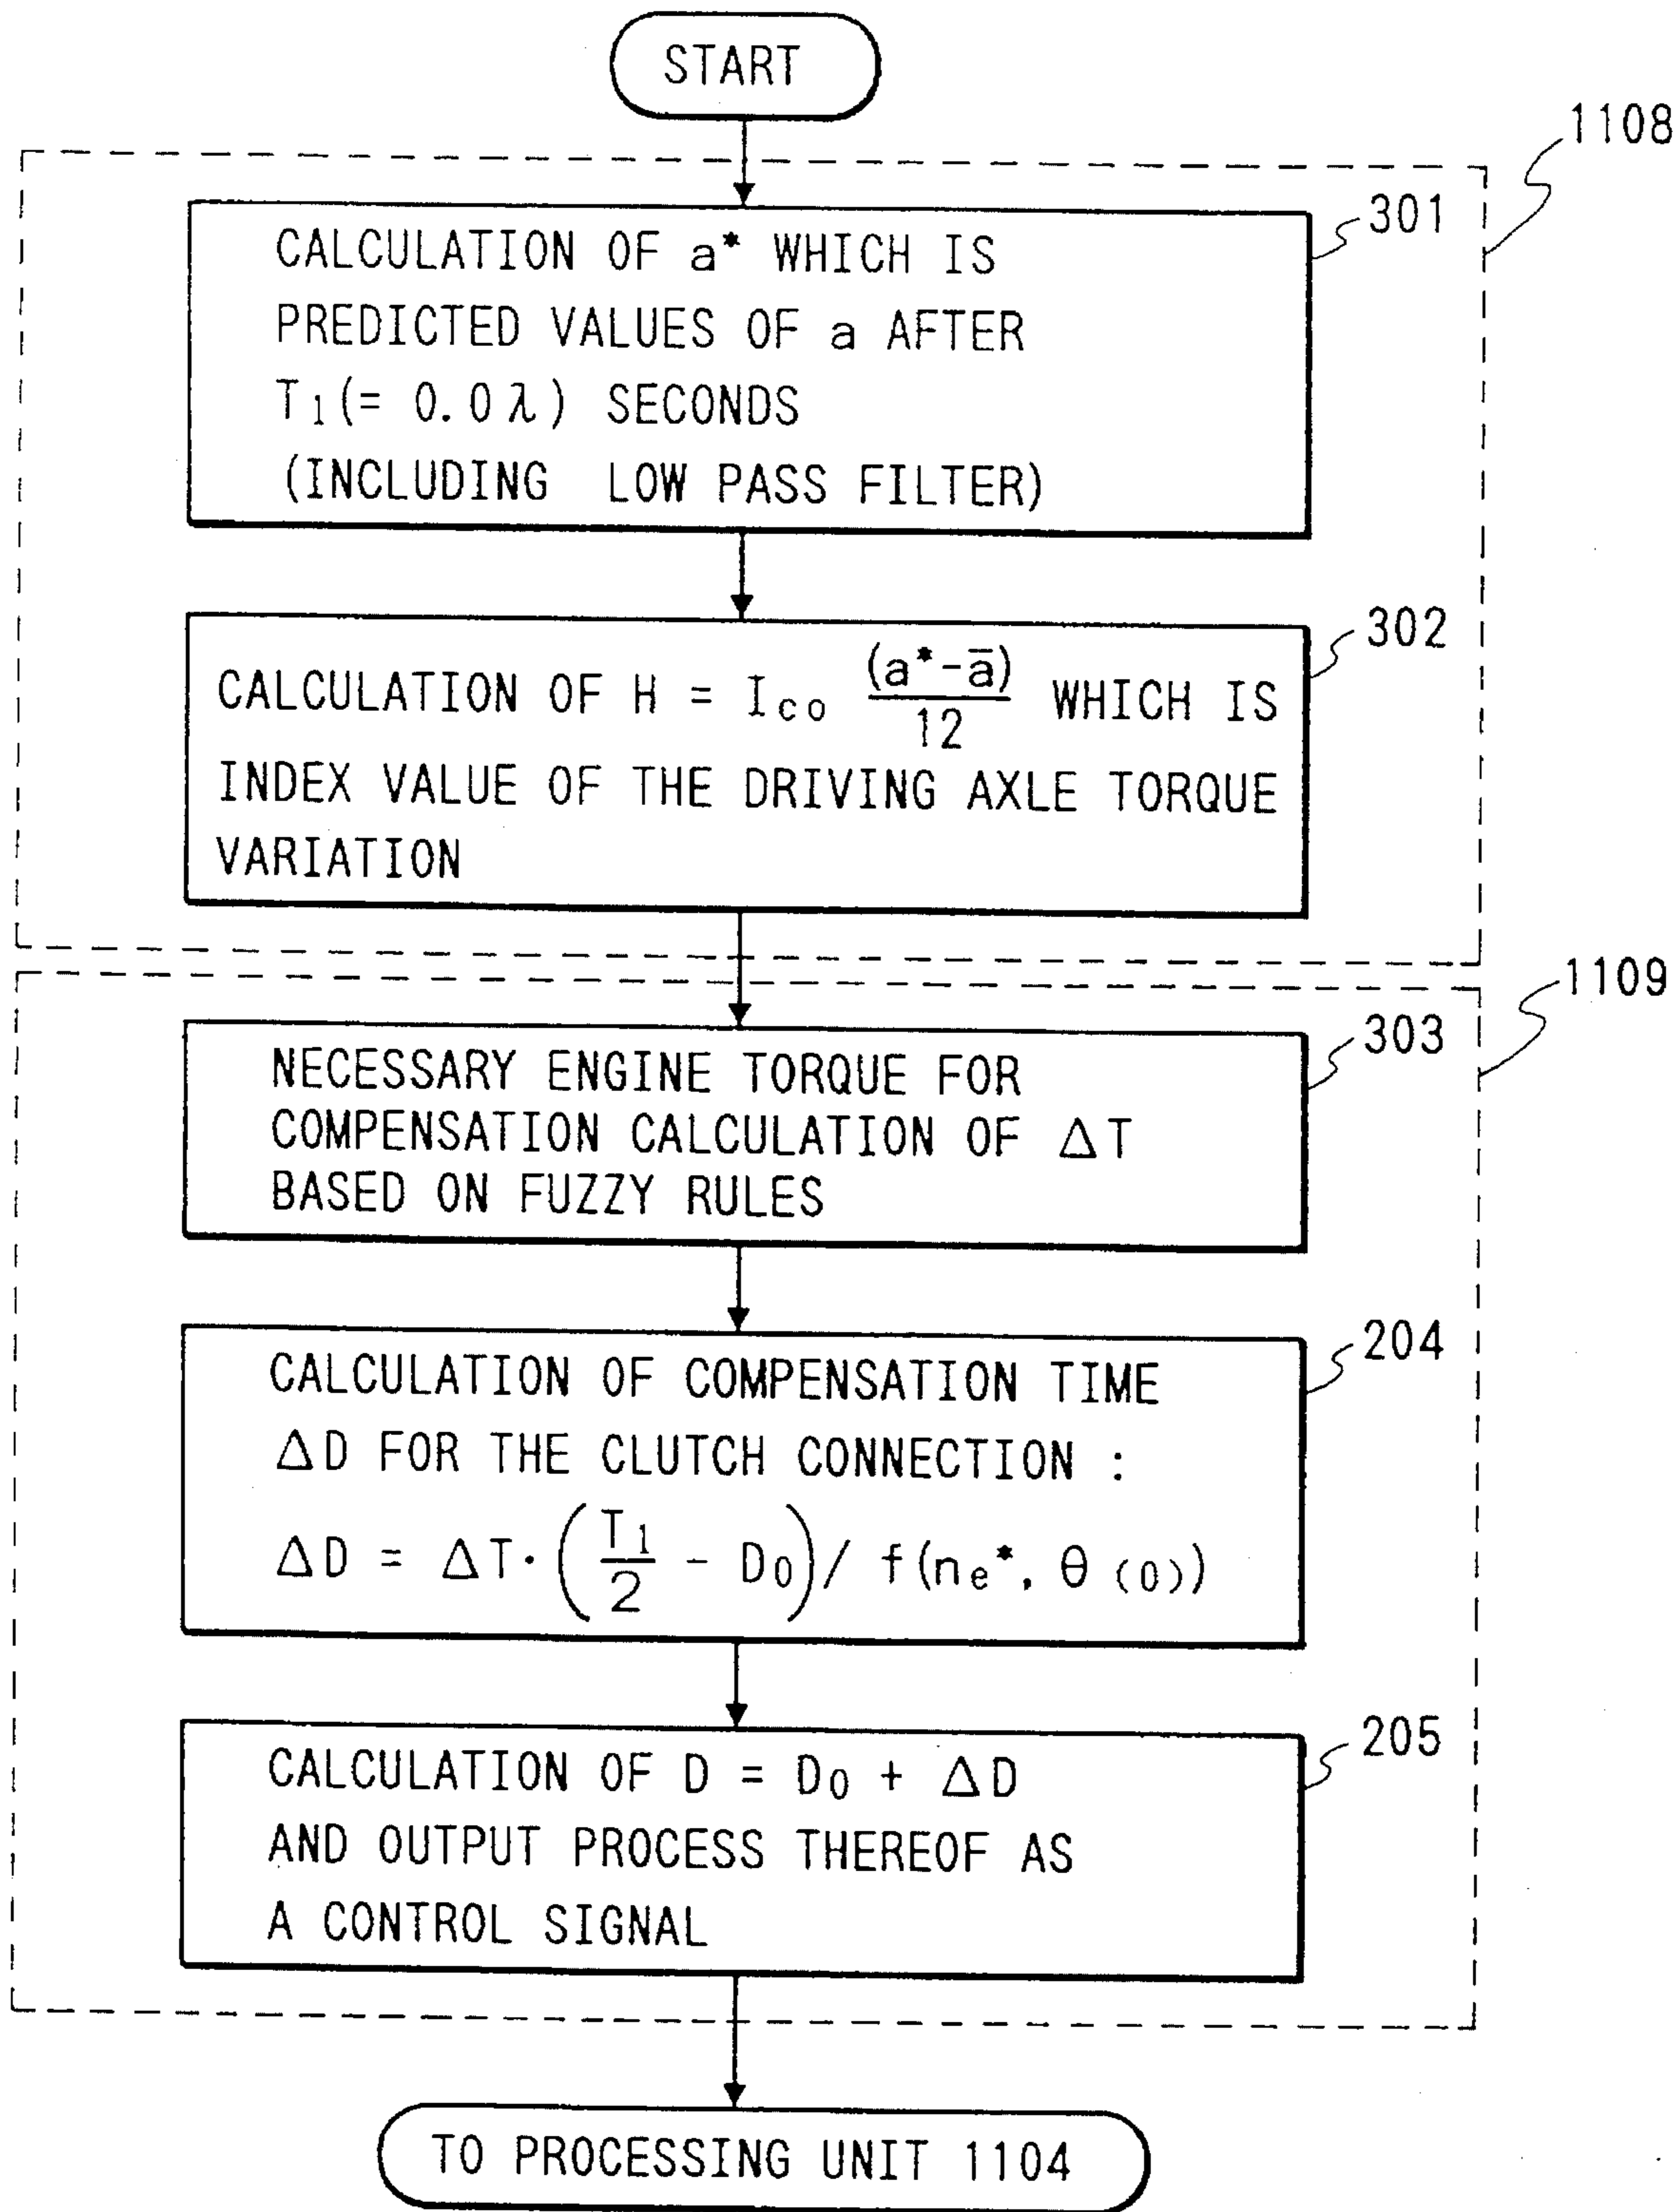 START
1108
301
CALCULATION OF a* WHICH IS
PREDICTED VALUES OF a AFTER
T1(= 0.0λ) SECONDS
(INCLUDING LOW PASS FILTER)
302
CALCULATION OF H = Ico (a*-ā)/12 WHICH IS
INDEX VALUE OF THE DRIVING AXLE TORQUE
VARIATION
1109
303
NECESSARY ENGINE TORQUE FOR
COMPENSATION CALCULATION OF ΔT
BASED ON FUZZY RULES
204
CALCULATION OF COMPENSATION TIME
ΔD FOR THE CLUTCH CONNECTION :
ΔD = ΔT·(T1/2 - D0)/ f(ne*, θ(0))
205
CALCULATION OF D = D0 + ΔD
AND OUTPUT PROCESS THEREOF AS
A CONTROL SIGNAL
TO PROCESSING UNIT 1104